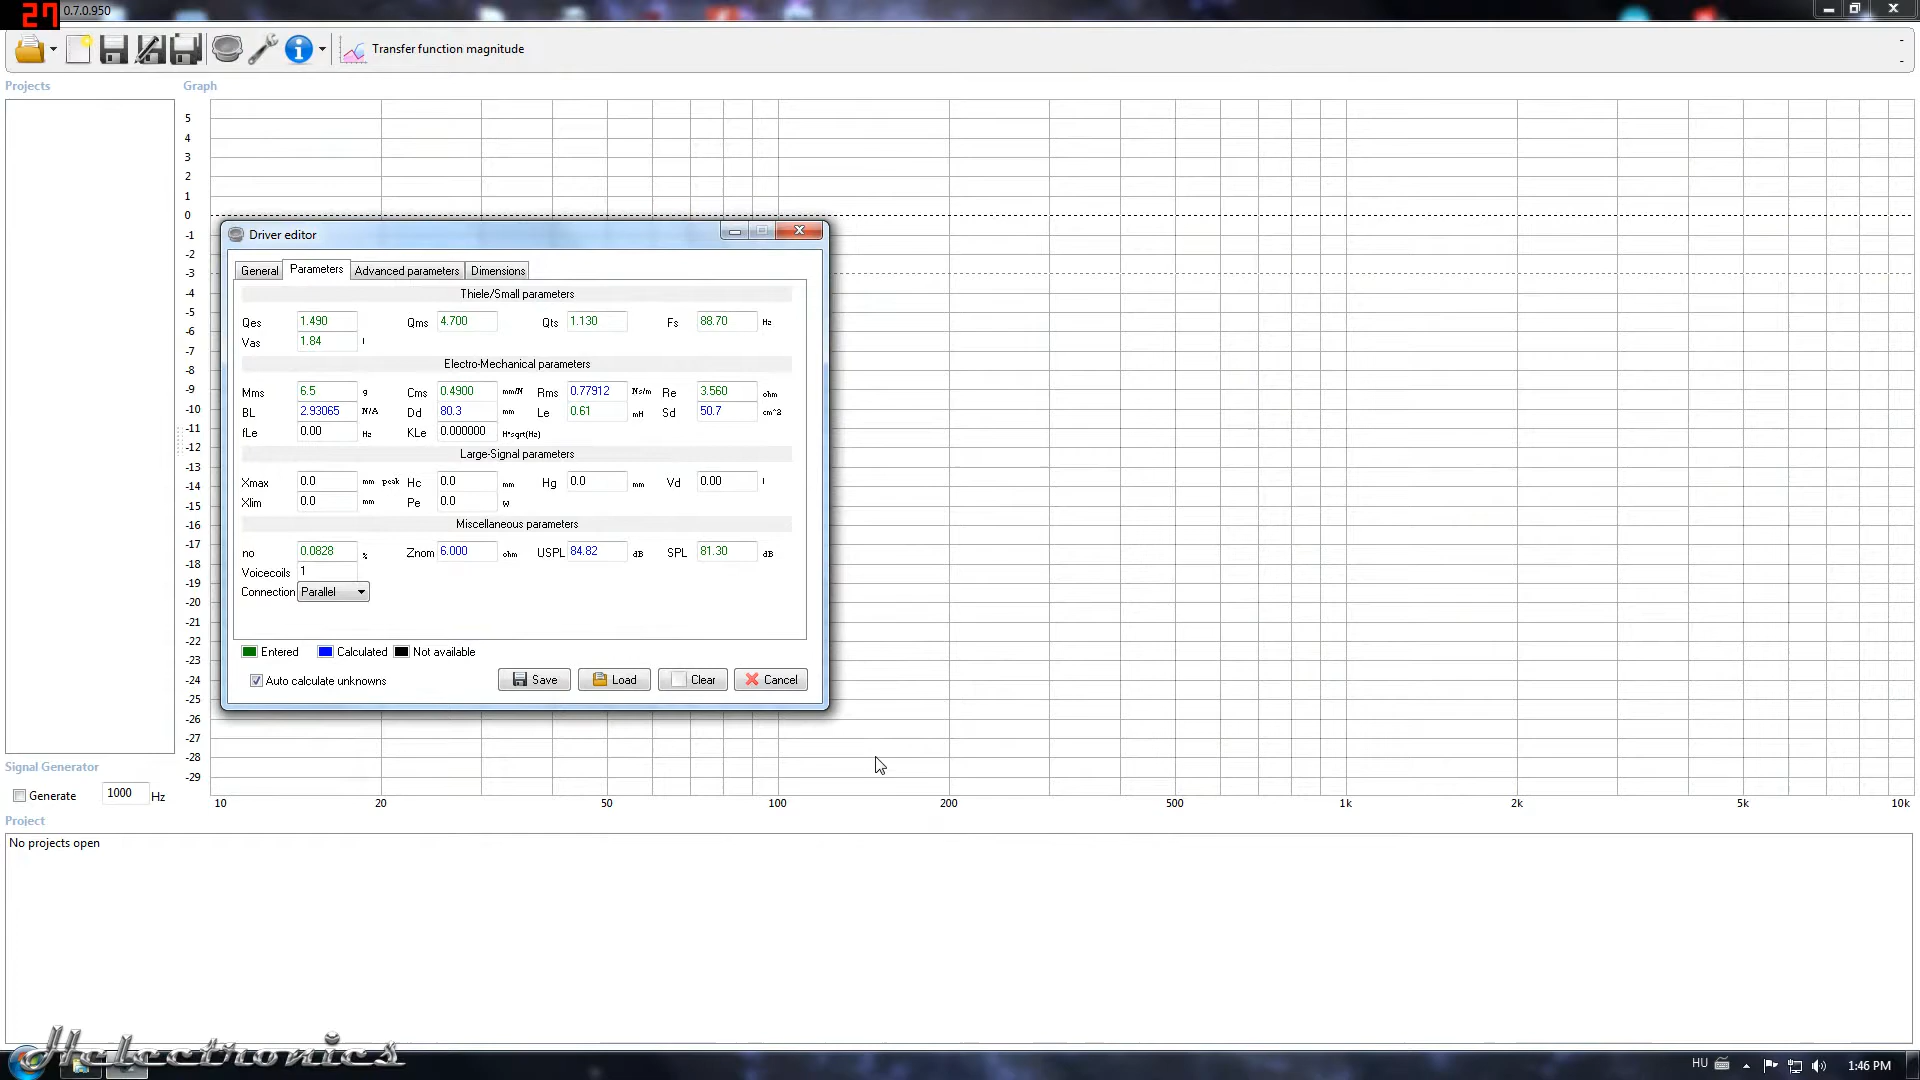 27
0.7.0.950
Transfer function magnitude
-
-
Projects
Graph
5
4
3
2
1
0
-1
-2
-3
-4
-5
-6
-7
-8
-9
-10
-11
-12
-13
-14
-15
-16
-17
-18
-19
-20
-21
-22
-23
-24
-25
-26
-27
-28
-29
10 20 50 100 200 500 1k 2k 5k 10k
Driver editor
General Parameters Advanced parameters Dimensions
Thiele/Small parameters
Qes 1.490 Qms 4.700 Qts 1.130 Fs 88.70 Hz
Vas 1.84 l
Electro-Mechanical parameters
Mms 6.5 g Cms 0.4900 mm/N Rms 0.77912 Ns/m Re 3.560 ohm
BL 2.93065 N/A Dd 80.3 mm Le 0.61 mH Sd 50.7 cm^2
fLe 0.00 Hz KLe 0.000000 H*sqrt(Hz)
Large-Signal parameters
Xmax 0.0 mm peak Hc 0.0 mm Hg 0.0 mm Vd 0.00 l
Xlim 0.0 mm Pe 0.0 W
Miscellaneous parameters
no 0.0828 % Znom 6.000 ohm USPL 84.82 dB SPL 81.30 dB
Voicecoils 1
Connection Parallel
Entered Calculated Not available
Auto calculate unknowns Save Load Clear Cancel
Signal Generator
Generate 1000 Hz
Project
No projects open
Helectronics
HU 1:46 PM